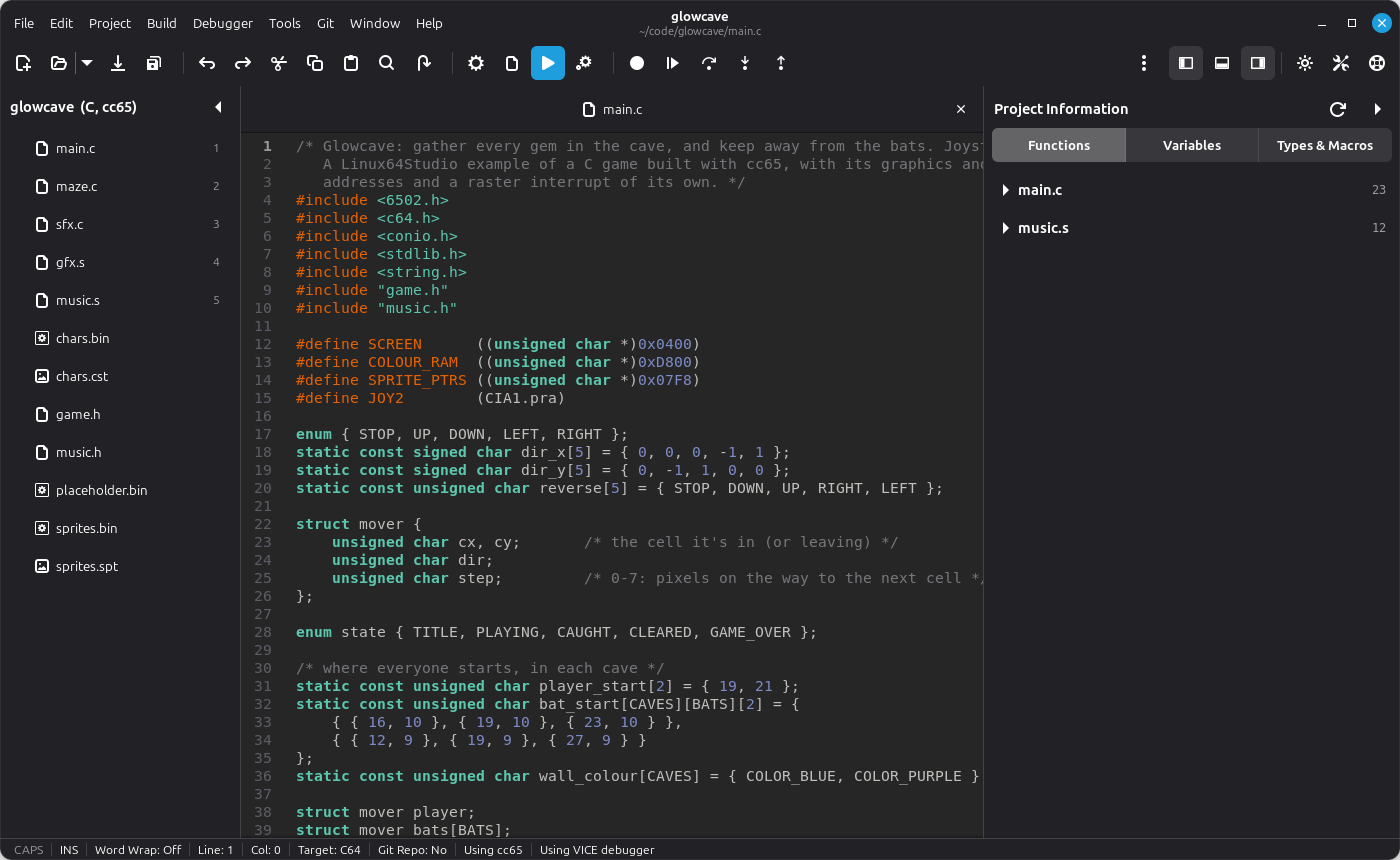 File Edit Project Build Debugger Tools Git Window Help
glowcave
~/code/glowcave/main.c
glowcave (C, cc65)
main.c 1
maze.c 2
sfx.c 3
gfx.s 4
music.s 5
chars.bin
chars.cst
game.h
music.h
placeholder.bin
sprites.bin
sprites.spt
main.c
1 /* Glowcave: gather every gem in the cave, and keep away from the bats. Joyst
2 A Linux64Studio example of a C game built with cc65, with its graphics and
3 addresses and a raster interrupt of its own. */
4 #include <6502.h>
5 #include <c64.h>
6 #include <conio.h>
7 #include <stdlib.h>
8 #include <string.h>
9 #include "game.h"
10 #include "music.h"
11
12 #define SCREEN ((unsigned char *)0x0400)
13 #define COLOUR_RAM ((unsigned char *)0xD800)
14 #define SPRITE_PTRS ((unsigned char *)0x07F8)
15 #define JOY2 (CIA1.pra)
16
17 enum { STOP, UP, DOWN, LEFT, RIGHT };
18 static const signed char dir_x[5] = { 0, 0, 0, -1, 1 };
19 static const signed char dir_y[5] = { 0, -1, 1, 0, 0 };
20 static const unsigned char reverse[5] = { STOP, DOWN, UP, RIGHT, LEFT };
21
22 struct mover {
23 unsigned char cx, cy; /* the cell it's in (or leaving) */
24 unsigned char dir;
25 unsigned char step; /* 0-7: pixels on the way to the next cell */
26 };
27
28 enum state { TITLE, PLAYING, CAUGHT, CLEARED, GAME_OVER };
29
30 /* where everyone starts, in each cave */
31 static const unsigned char player_start[2] = { 19, 21 };
32 static const unsigned char bat_start[CAVES][BATS][2] = {
33 { { 16, 10 }, { 19, 10 }, { 23, 10 } },
34 { { 12, 9 }, { 19, 9 }, { 27, 9 } }
35 };
36 static const unsigned char wall_colour[CAVES] = { COLOR_BLUE, COLOR_PURPLE }
37
38 struct mover player;
39 struct mover bats[BATS];
Project Information
Functions Variables Types & Macros
main.c 23
music.s 12
CAPS INS Word Wrap: Off Line: 1 Col: 0 Target: C64 Git Repo: No Using cc65 Using VICE debugger